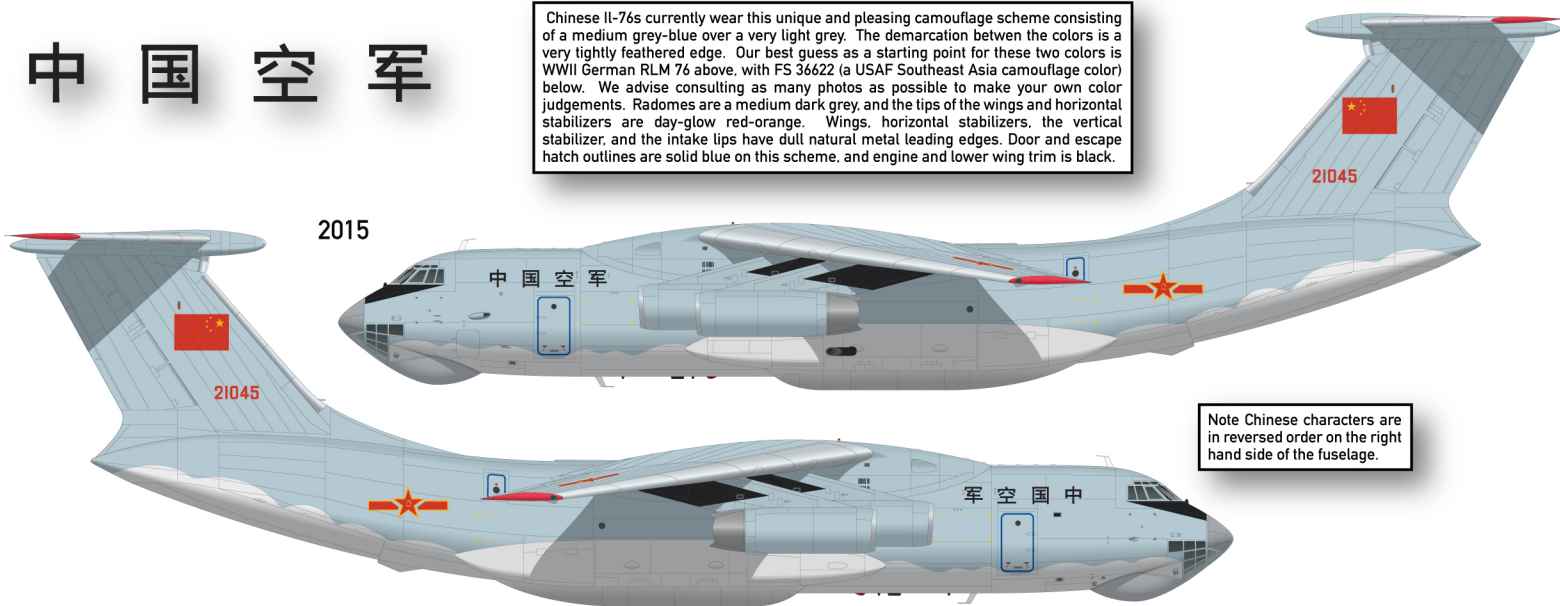 中国空军
Chinese Il-76s currently wear this unique and pleasing camouflage scheme consisting
of a medium grey-blue over a very light grey. The demarcation betwen the colors is a
very tightly feathered edge. Our best guess as a starting point for these two colors is
WWII German RLM 76 above, with FS 36622 (a USAF Southeast Asia camouflage color)
below. We advise consulting as many photos as possible to make your own color
judgements. Radomes are a medium dark grey, and the tips of the wings and horizontal
stabilizers are day-glow red-orange. Wings, horizontal stabilizers, the vertical
stabilizer, and the intake lips have dull natural metal leading edges. Door and escape
hatch outlines are solid blue on this scheme, and engine and lower wing trim is black.
21045
2015
中国空军
21045
Note Chinese characters are
in reversed order on the right
hand side of the fuselage.
军空国中